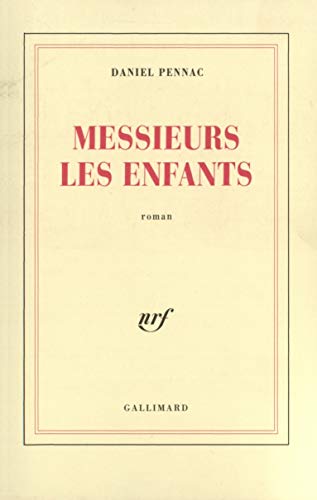 DANIEL PENNAC
MESSIEURS
LES ENFANTS
roman
nrf
GALLIMARD